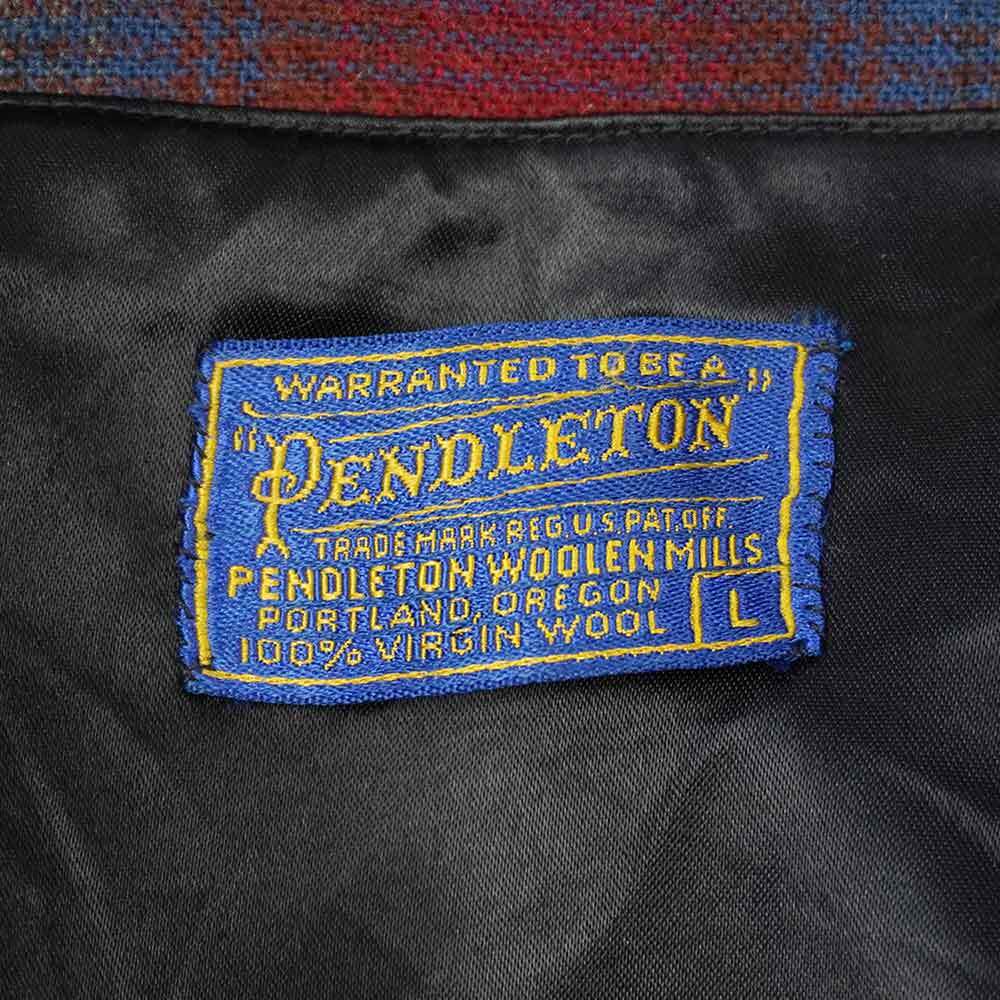 WARRANTED TO BE A
"PENDLETON"
TRADE MARK REG. U.S. PAT. OFF.
PENDLETON WOOLEN MILLS
PORTLAND, OREGON
100% VIRGIN WOOL
L